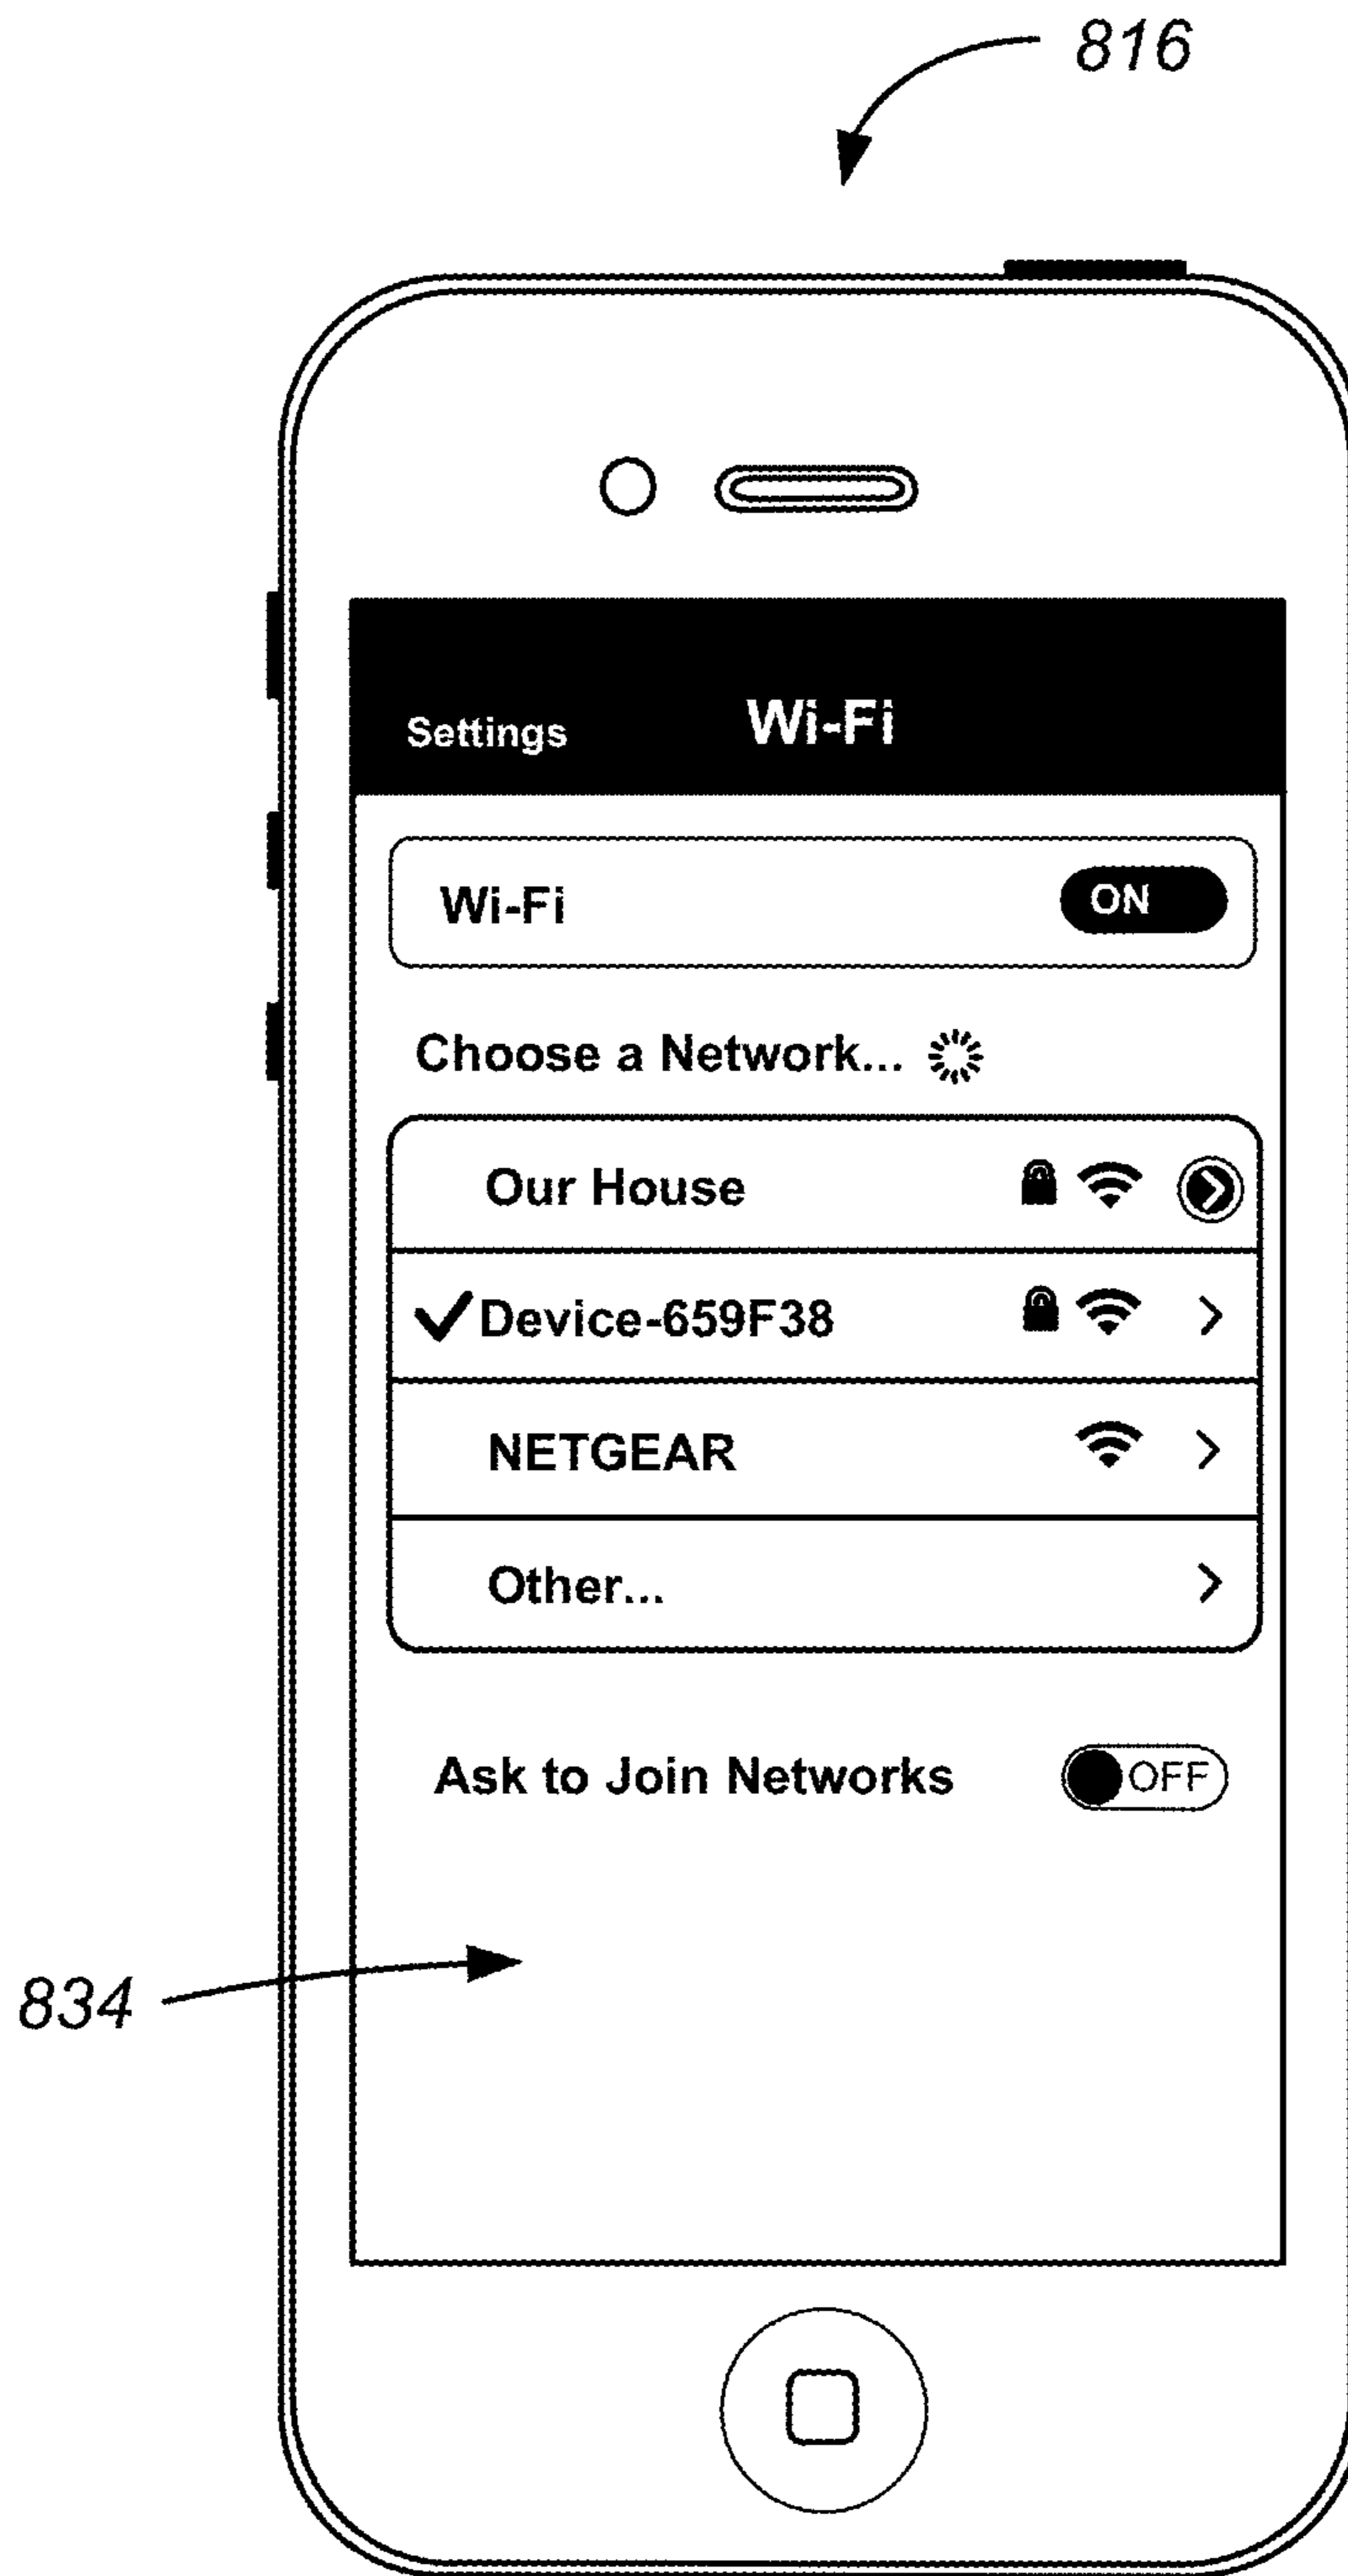 816
Settings Wi-Fi
Wi-Fi ON
Choose a Network...
Our House
Device-659F38
NETGEAR
Other...
Ask to Join Networks OFF
834